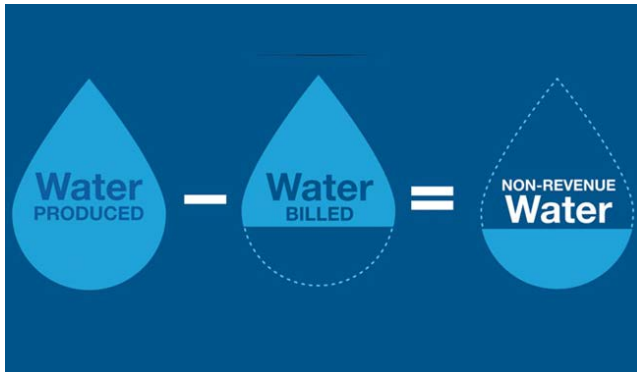 Water
PRODUCED
–
Water
BILLED
=
NON-REVENUE
Water